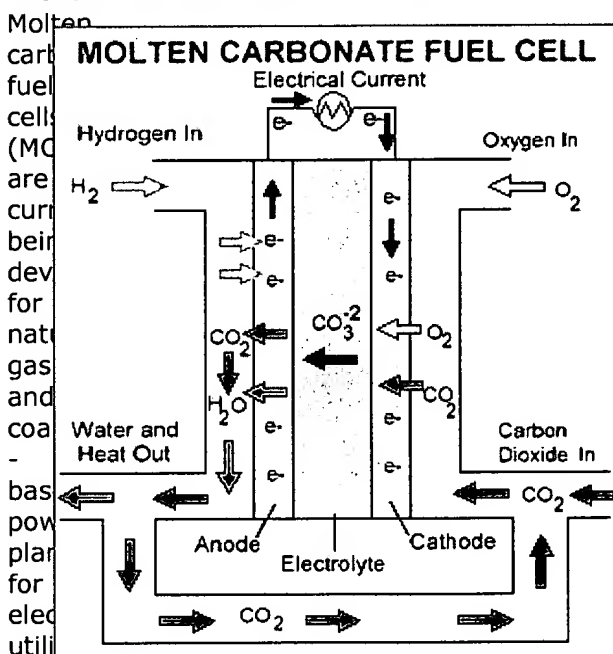 Molten
carb
fuel
cells
(MC
are
curr
bein
dev
for
natu
gas
and
coa
-
bas
pow
plan
for
elec
utili
MOLTEN CARBONATE FUEL CELL
Electrical Current
e- e-
Hydrogen In
Oxygen In
H2
O2
e-
e-
e-
e-
CO2
CO3-2
O2
H2O
CO2
e-
e-
e-
e-
Water and
Heat Out
Carbon
Dioxide In
CO2
Anode
Electrolyte
Cathode
CO2